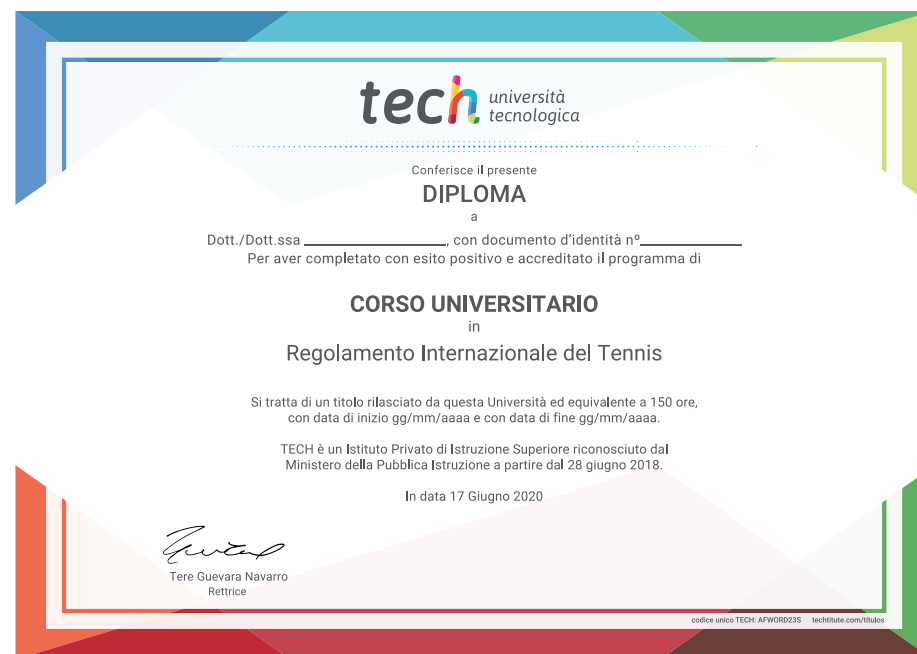 tech università
tecnologica
Conferisce il presente
DIPLOMA
a
Dott./Dott.ssa ______________, con documento d'identità nº__________
Per aver completato con esito positivo e accreditato il programma di
CORSO UNIVERSITARIO
in
Regolamento Internazionale del Tennis
Si tratta di un titolo rilasciato da questa Università ed equivalente a 150 ore,
con data di inizio gg/mm/aaaa e con data di fine gg/mm/aaaa.
TECH è un Istituto Privato di Istruzione Superiore riconosciuto dal
Ministero della Pubblica Istruzione a partire dal 28 giugno 2018.
In data 17 Giugno 2020
Tere Guevara Navarro
Rettrice
codice unico TECH: AFWORD23S techtitute.com/títulos